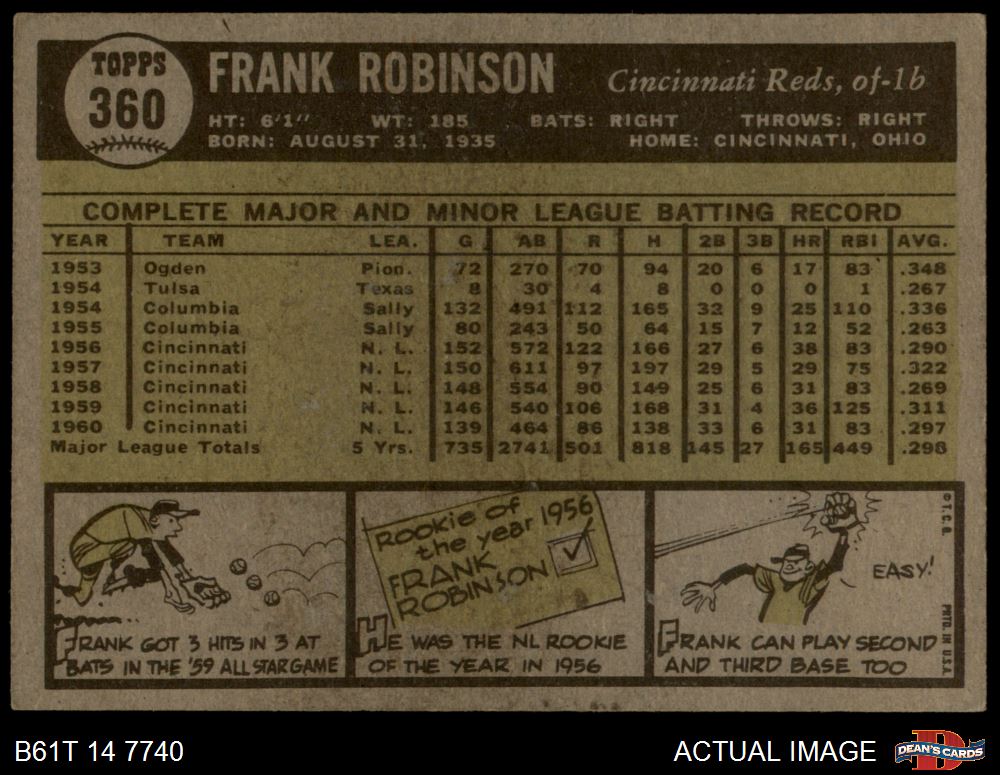 TOPPS
360
FRANK ROBINSON
Cincinnati Reds, of-1b
HT: 6'1" WT: 185 BATS: RIGHT THROWS: RIGHT
BORN: AUGUST 31, 1935 HOME: CINCINNATI, OHIO
COMPLETE MAJOR AND MINOR LEAGUE BATTING RECORD
YEAR TEAM LEA. G AB R H 2B 3B HR RBI AVG.
1953 Ogden Pion. 72 270 70 94 20 6 17 83 .348
1954 Tulsa Texas 8 30 4 8 0 0 0 1 .267
1954 Columbia Sally 132 491 112 165 32 9 25 110 .336
1955 Columbia Sally 80 243 50 64 15 7 12 52 .263
1956 Cincinnati N. L. 152 572 122 166 27 6 38 83 .290
1957 Cincinnati N. L. 150 611 97 197 29 5 29 75 .322
1958 Cincinnati N. L. 148 554 90 149 25 6 31 83 .269
1959 Cincinnati N. L. 146 540 106 168 31 4 36 125 .311
1960 Cincinnati N. L. 139 464 86 138 33 6 31 83 .297
Major League Totals 5 Yrs. 735 2741 501 818 145 27 165 449 .298
FRANK GOT 3 HITS IN 3 AT
BATS IN THE '59 ALL STAR GAME
ROOKIE of
the year 1956
FRANK
ROBINSON
HE WAS THE NL ROOKIE
OF THE YEAR IN 1956
EASY!
FRANK CAN PLAY SECOND
AND THIRD BASE TOO
© T.C.G.
PRTD. IN U.S.A.
B61T 14 7740
ACTUAL IMAGE
D
DEAN'S CARDS